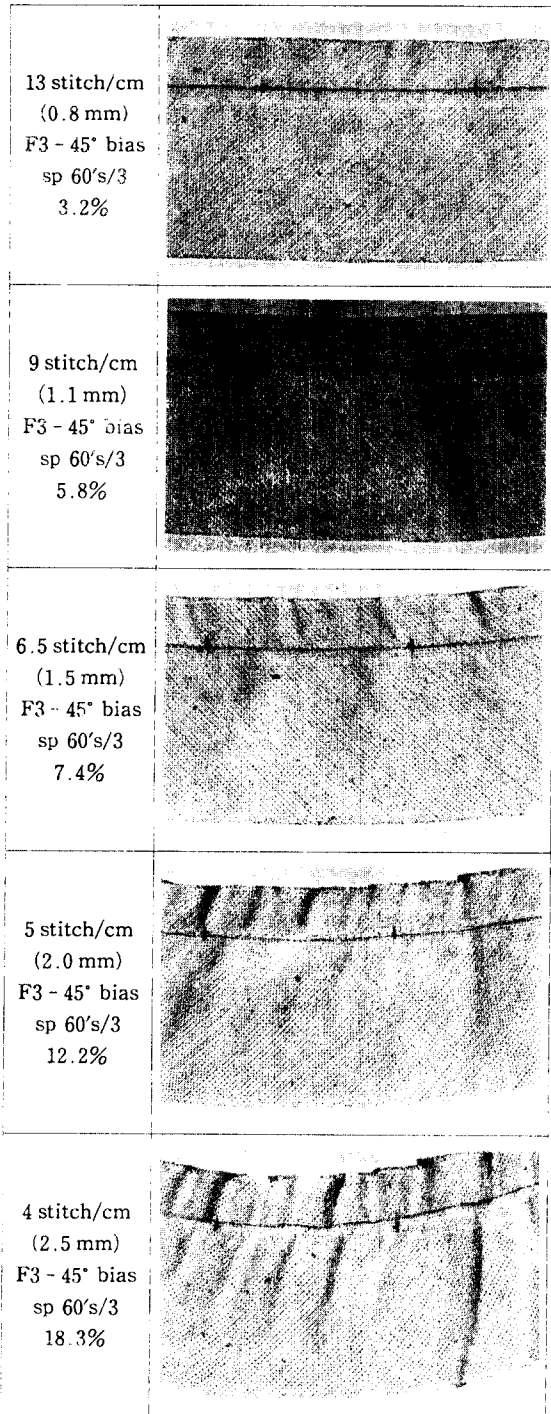 13 stitch/cm
(0.8 mm)
F3 - 45° bias
sp 60's/3
3.2%
9 stitch/cm
(1.1 mm)
F3 - 45° bias
sp 60's/3
5.8%
6.5 stitch/cm
(1.5 mm)
F3 - 45° bias
sp 60's/3
7.4%
5 stitch/cm
(2.0 mm)
F3 - 45° bias
sp 60's/3
12.2%
4 stitch/cm
(2.5 mm)
F3 - 45° bias
sp 60's/3
18.3%